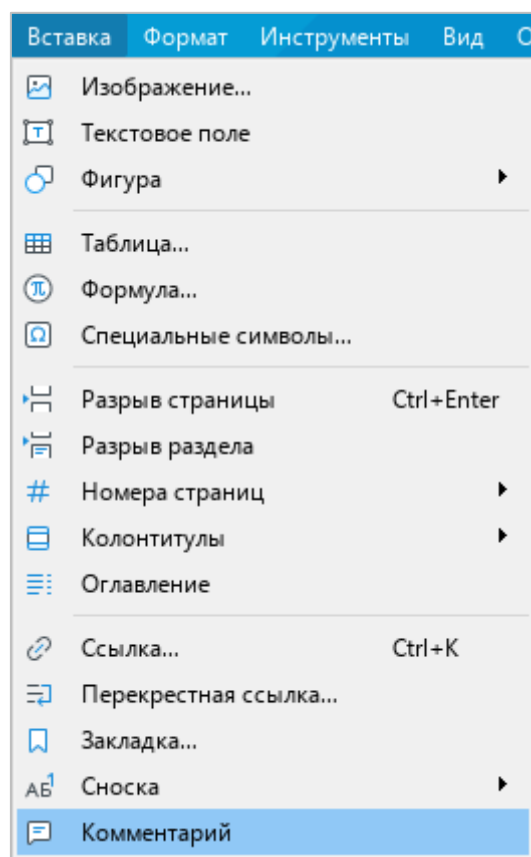 Вставка Формат Инструменты Вид
Изображение...
Текстовое поле
Фигура
Таблица...
Формула...
Специальные символы...
Разрыв страницы Ctrl+Enter
Разрыв раздела
Номера страниц
Колонтитулы
Оглавление
Ссылка... Ctrl+K
Перекрестная ссылка...
Закладка...
Сноска
Комментарий